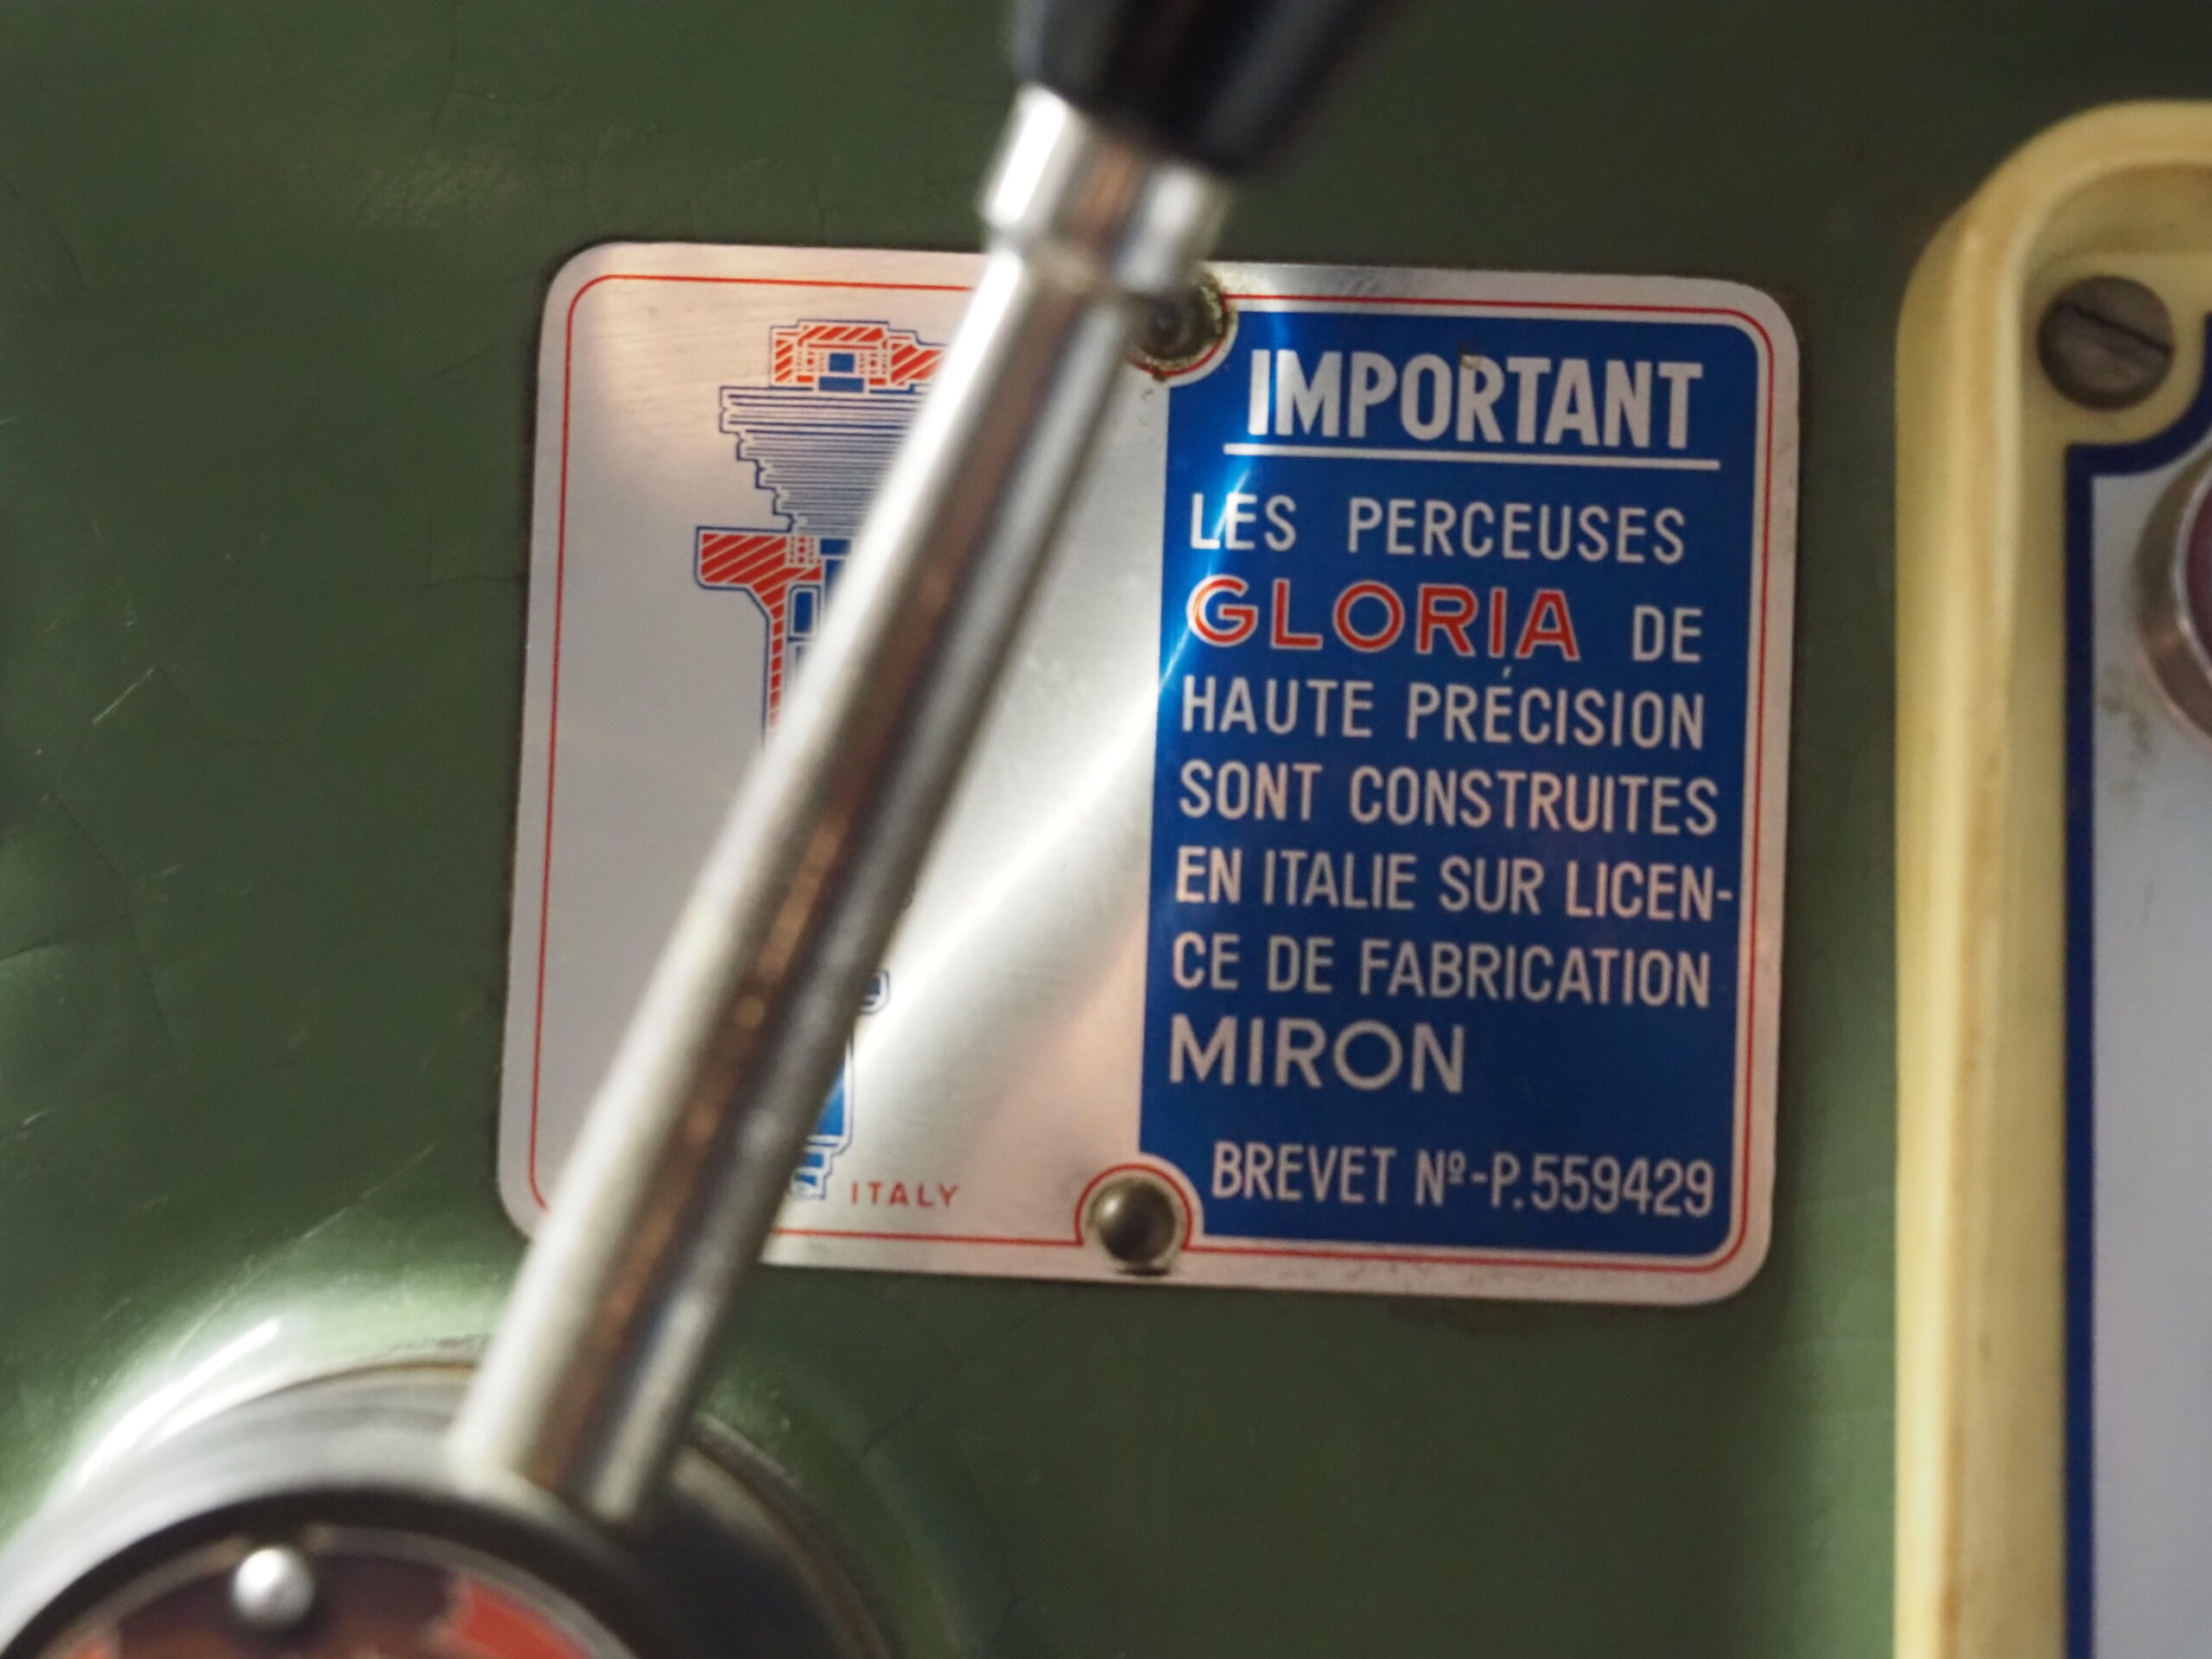 IMPORTANT
LES PERCEUSES
GLORIA DE
HAUTE PRÉCISION
SONT CONSTRUITES
EN ITALIE SUR LICEN-
CE DE FABRICATION
MIRON
BREVET Nº-P.559429
ITALY